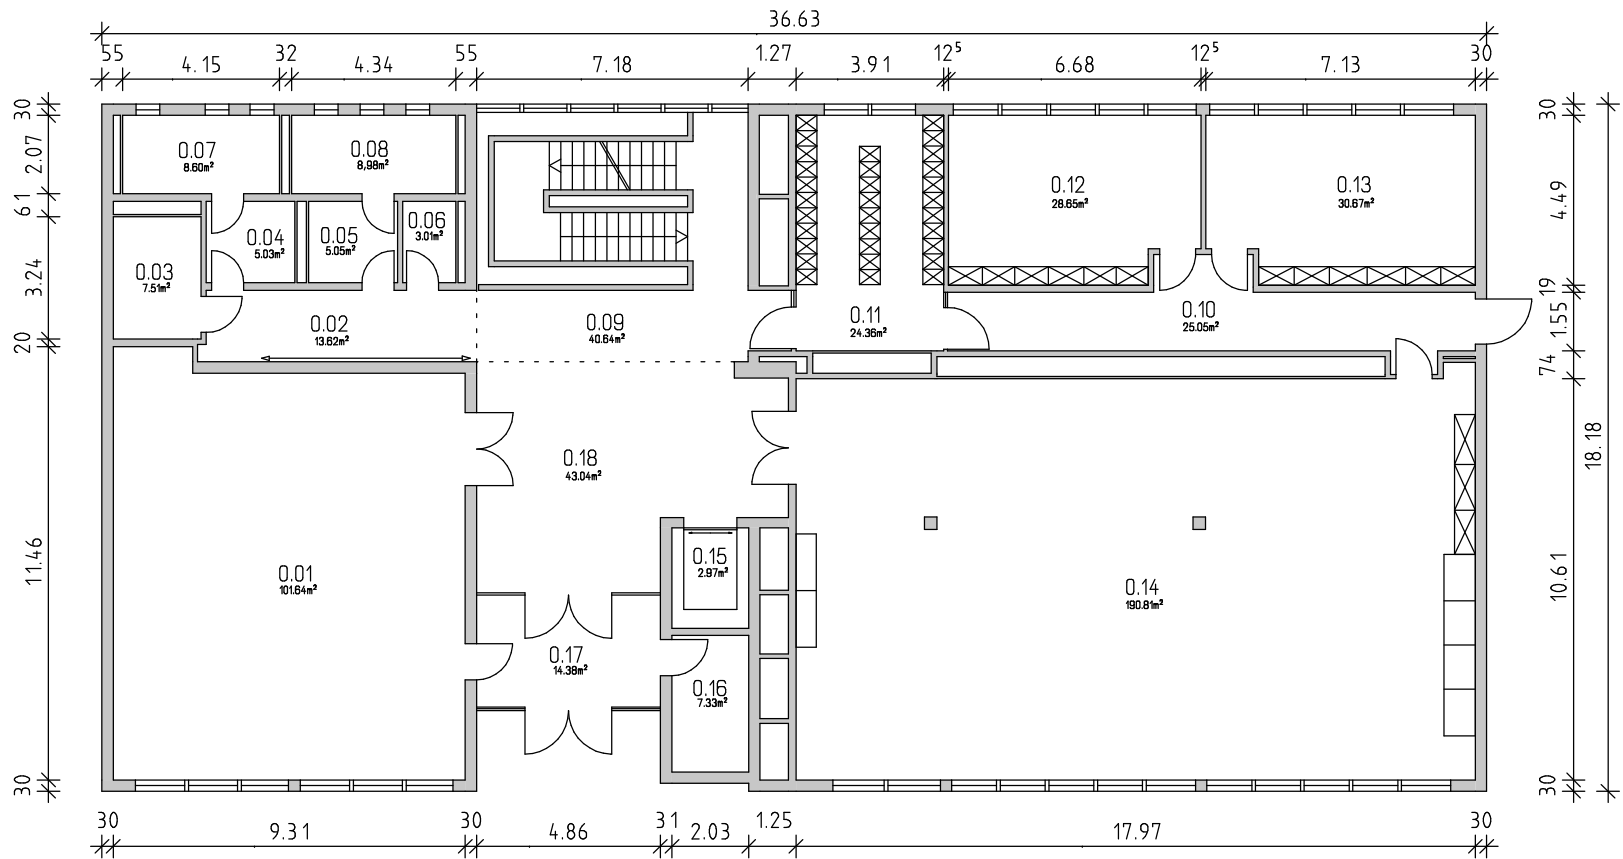 36.63
55 32 55 1.27 12⁵ 12⁵ 30
4.15 4.34 7.18 3.91 6.68 7.13
30
2.07
61
3.24
20
11.46
30
0.07
8.60m²
0.08
8,98m²
0.12
28.65m²
0.13
30.67m²
0.06
3.01m²
0.04
5.03m²
0.05
5.05m²
0.03
7.51m²
0.02
13.62m²
0.09
40.64m²
0.11
24.36m²
0.10
25.05m²
0.18
43.04m²
0.15
2.97m²
0.01
101.64m²
0.14
190.81m²
0.17
14.38m²
0.16
7.33m²
30
4.49
19
1.55
74
10.61
30
18.18
30 30 31 1.25 30
9.31 4.86 2.03 17.97